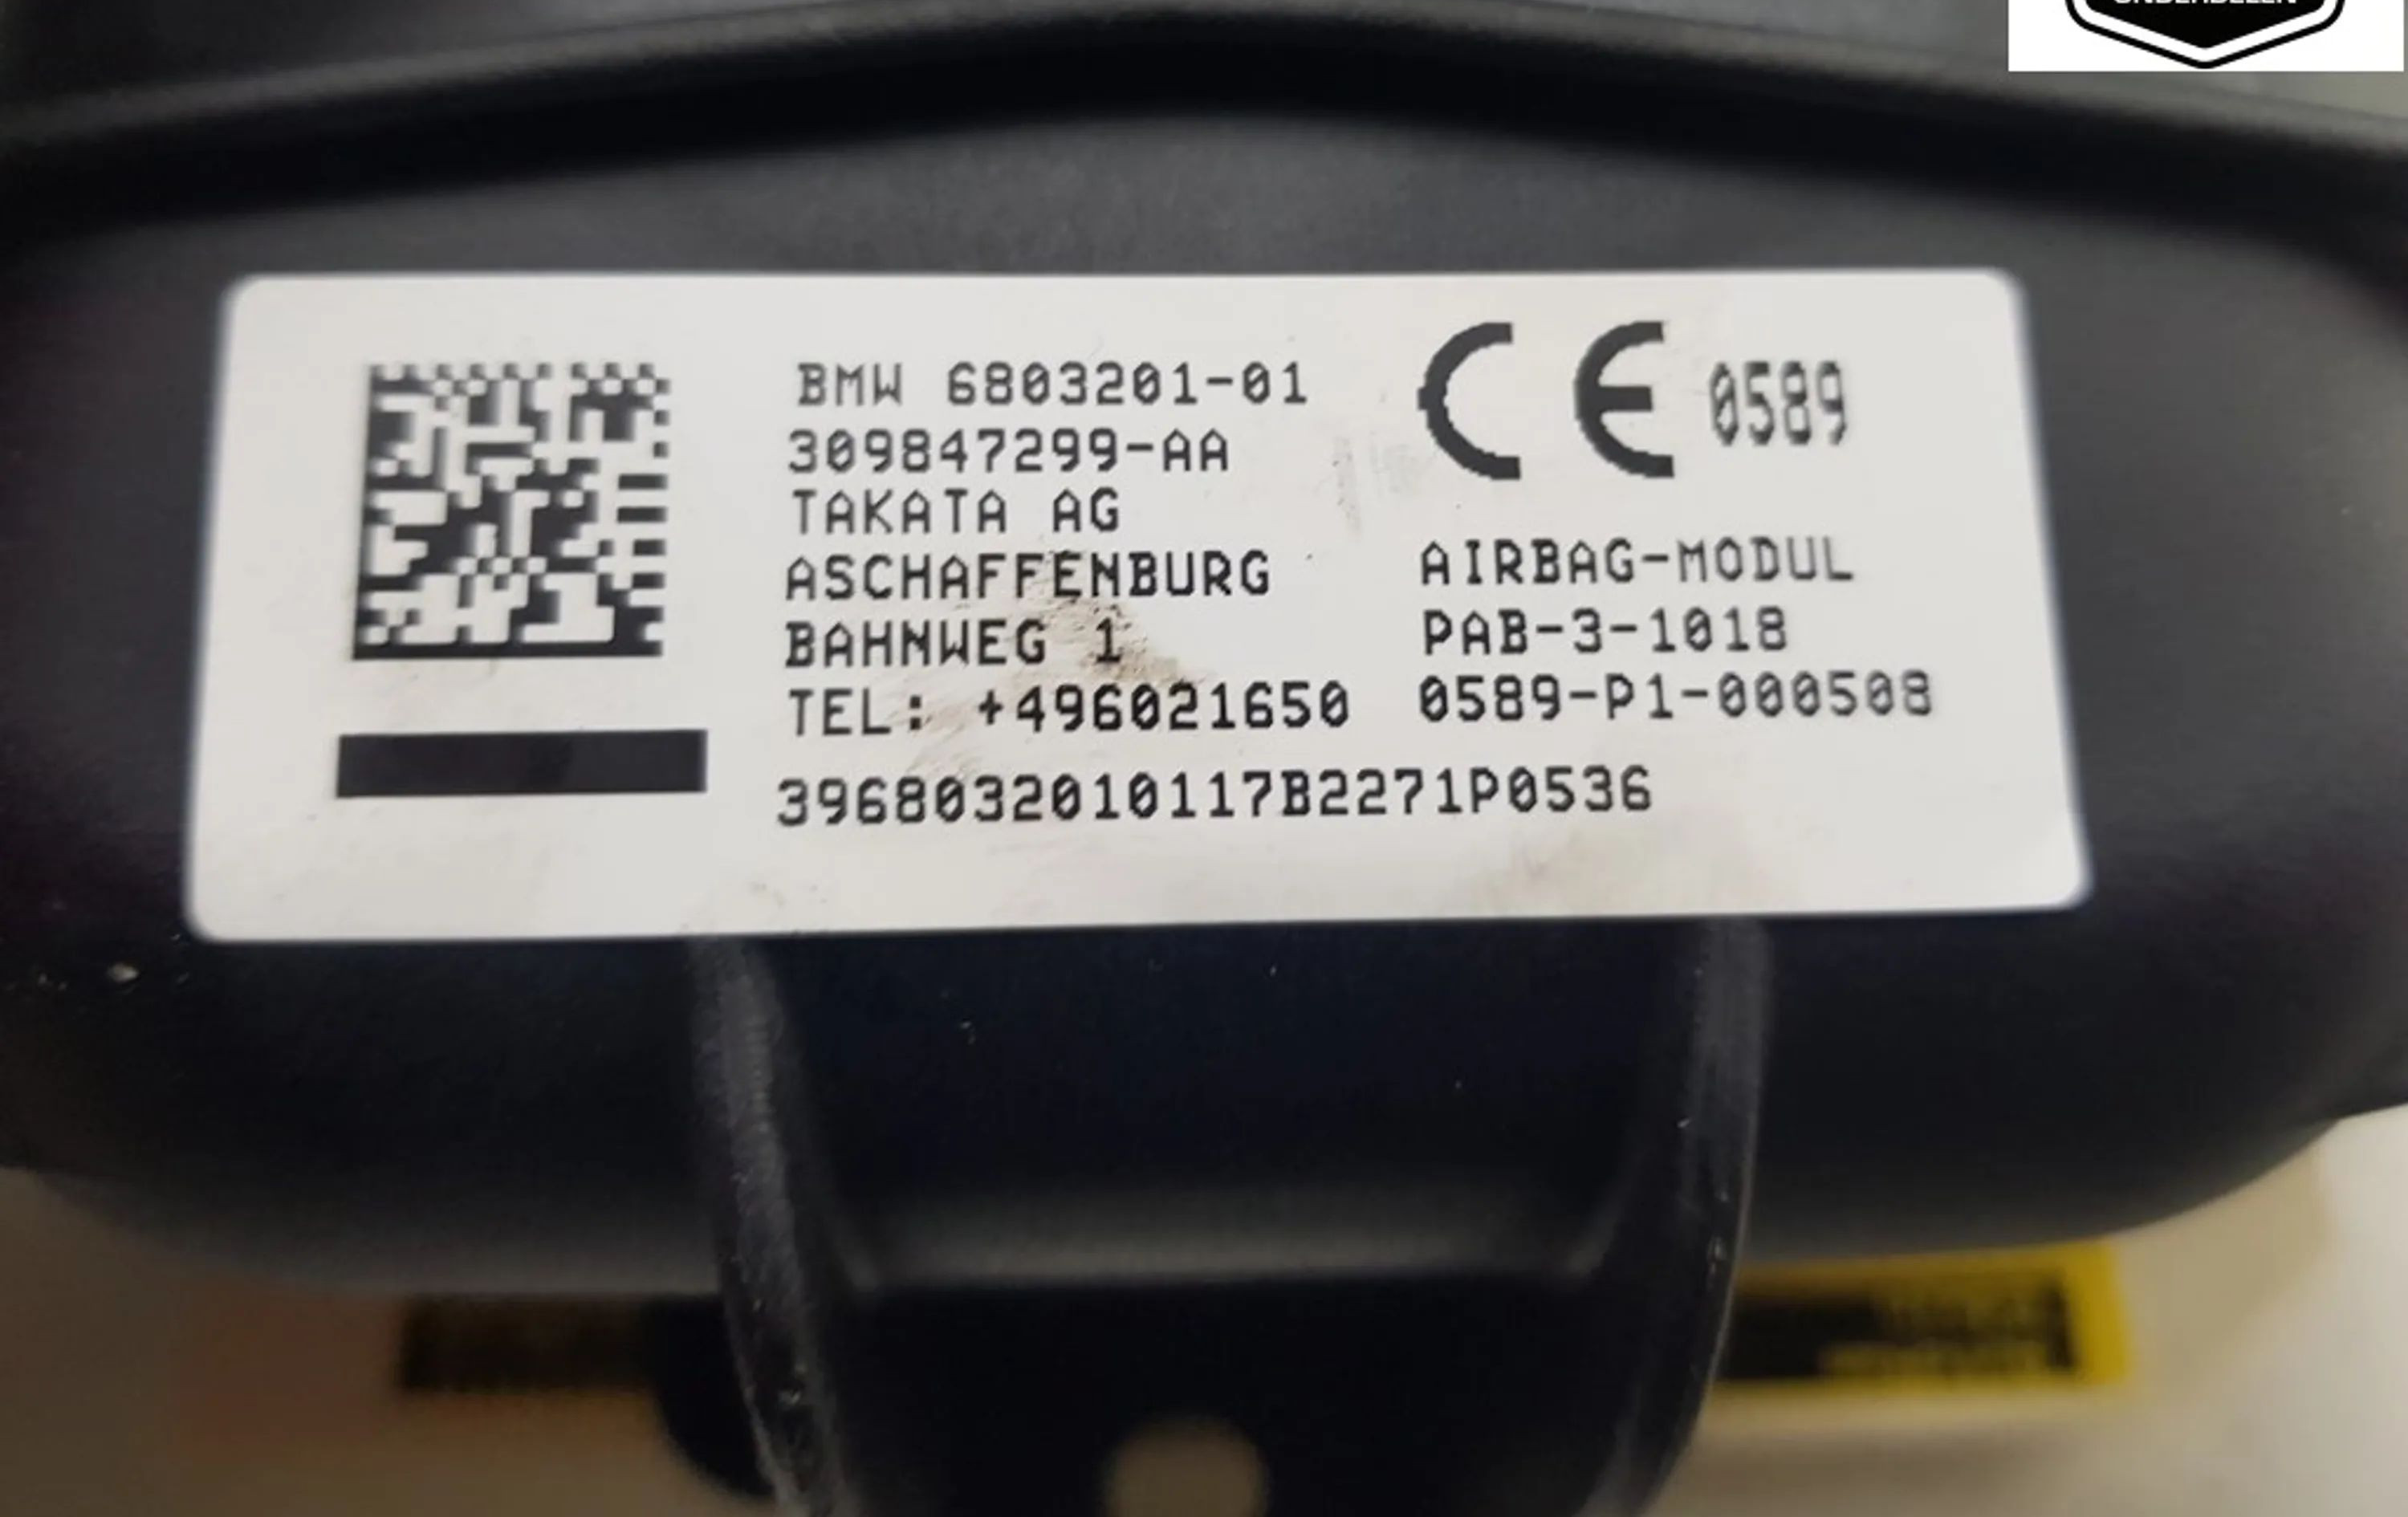 BMW 6803201-01
309847299-AA
TAKATA AG
ASCHAFFENBURG
BAHNWEG 1
TEL: +496021650
CE 0589
AIRBAG-MODUL
PAB-3-1018
0589-P1-000508
3968032010117B2271P0536